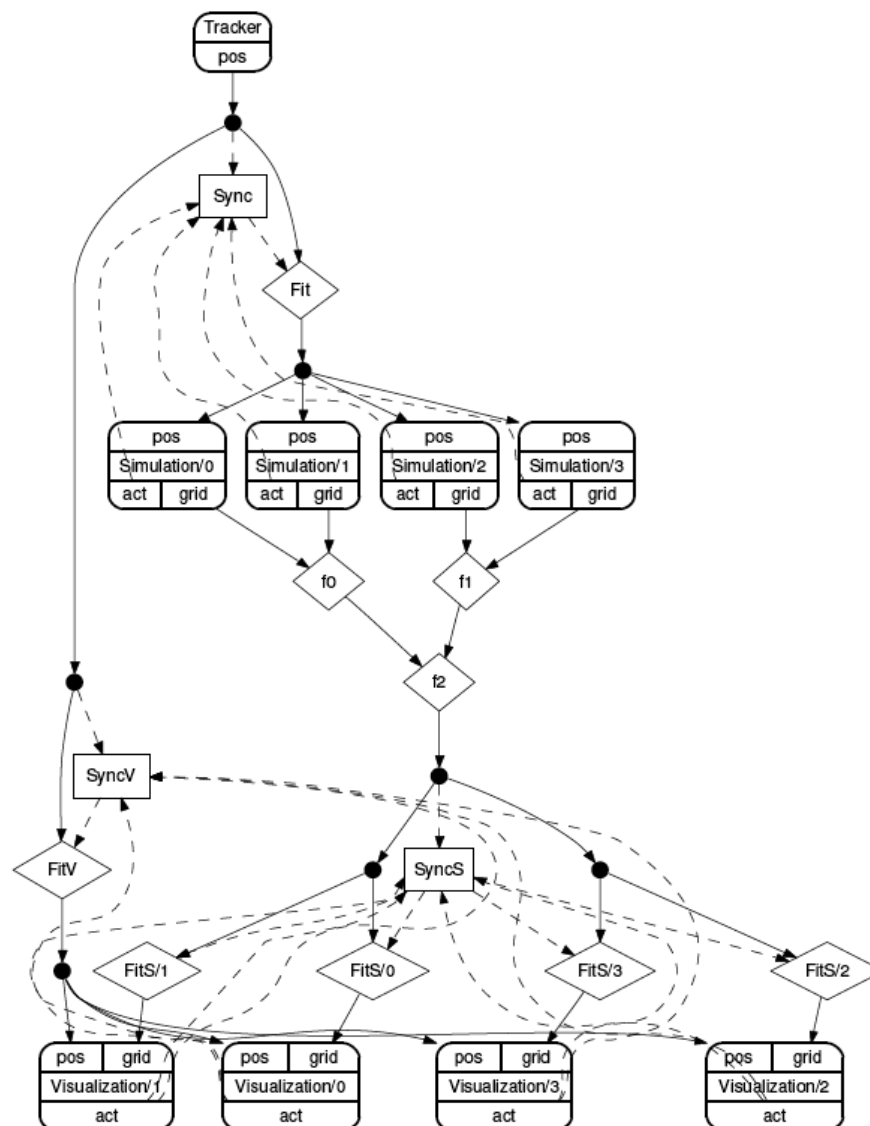 Tracker
pos
Sync
Fit
pos pos pos pos
Simulation/0 Simulation/1 Simulation/2 Simulation/3
act grid act grid act grid act grid
f0 f1
f2
SyncV
FitV SyncS
FitS/1 FitS/0 FitS/3 FitS/2
pos grid pos grid pos grid pos grid
Visualization/1 Visualization/0 Visualization/3 Visualization/2
act act act act